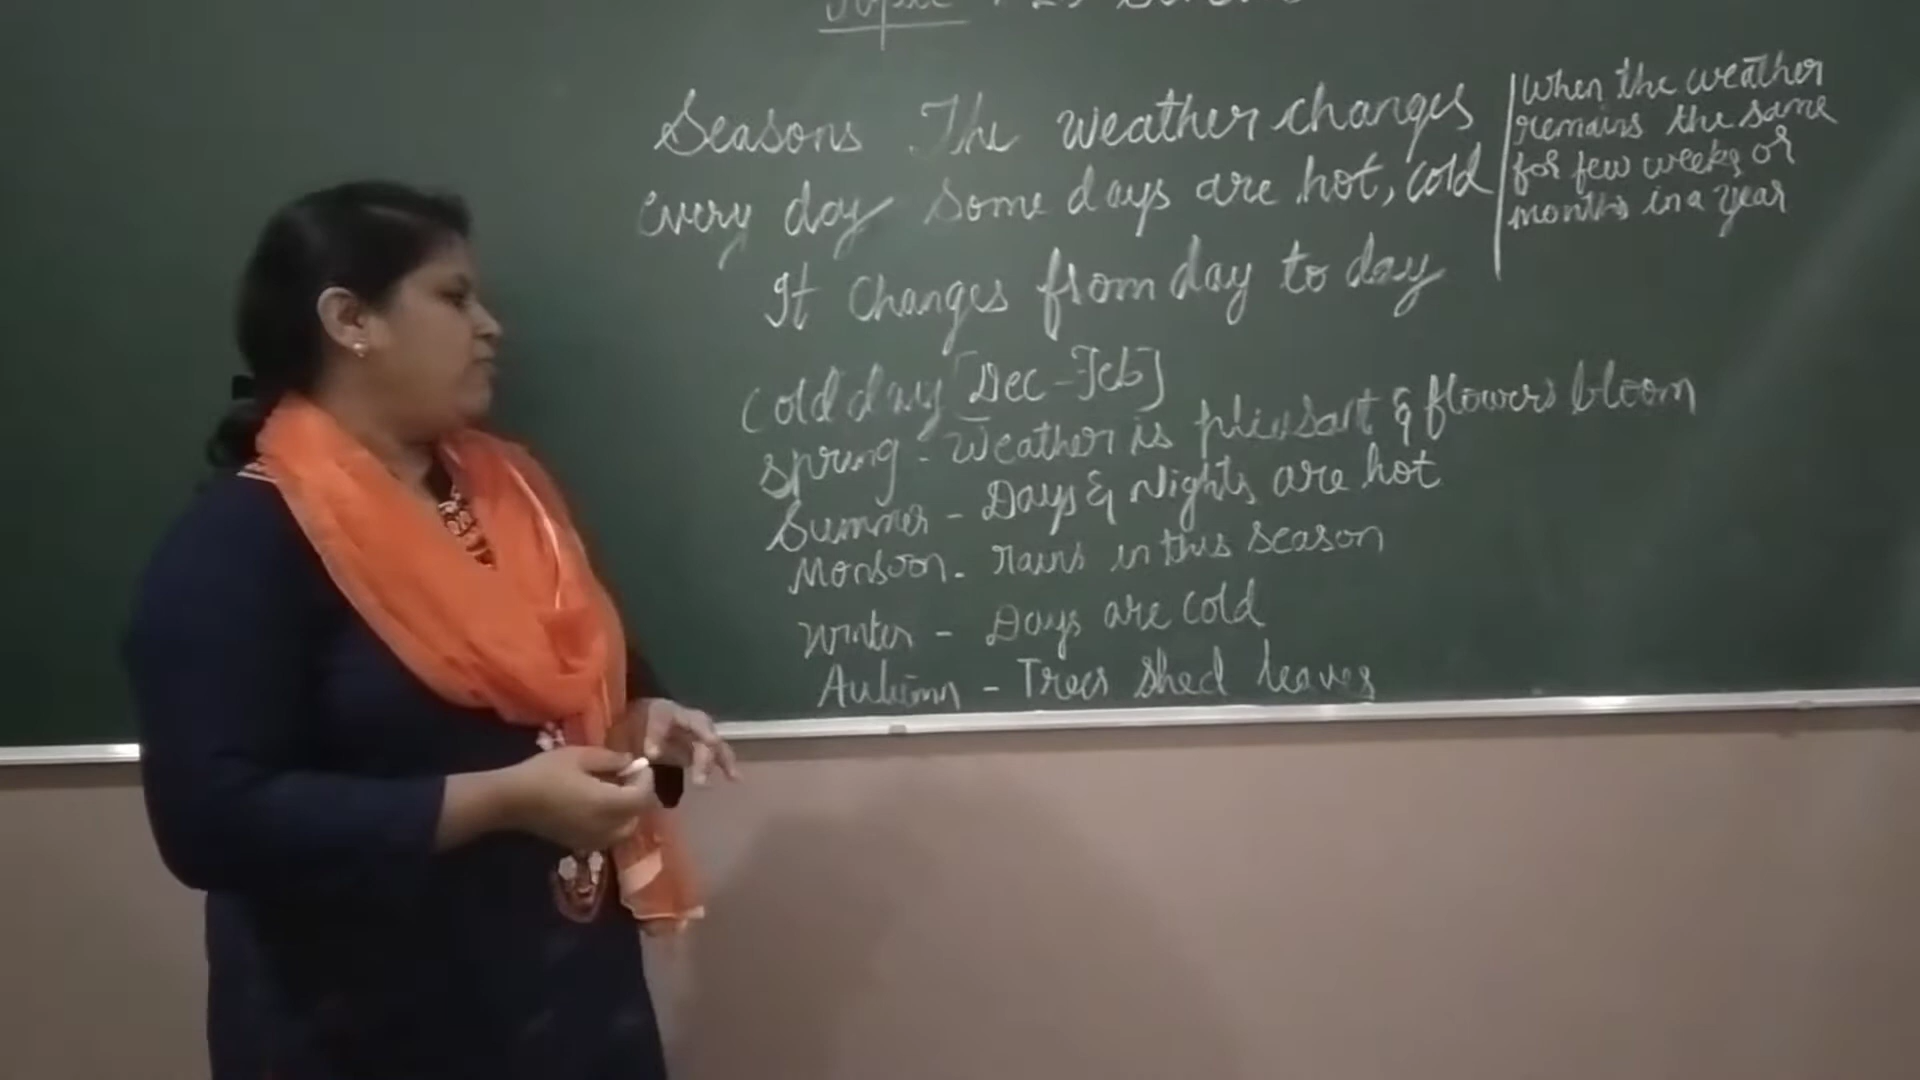 Topic
Seasons The weather changes
every day Some days are hot, cold
It changes from day to day
When the weather
remains the same
for few weeks or
months in a year
Cold day [Dec-Feb]
Spring - Weather is pleasant & flowers bloom
Summer - Days & Nights are hot
Monsoon - rains in this season
Winter - Days are cold
Autumn - Trees shed leaves